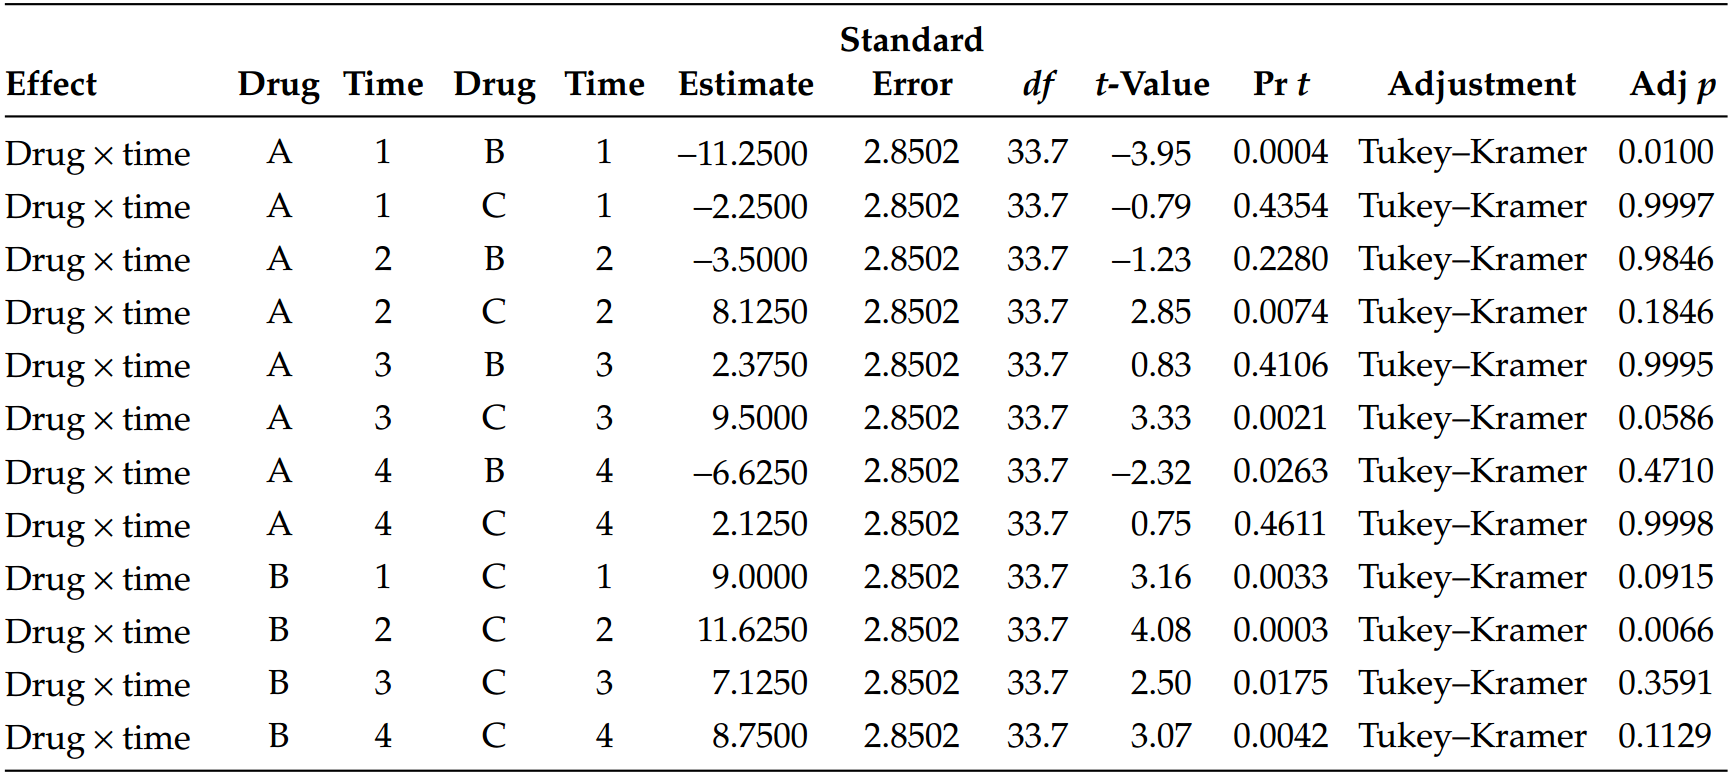 Standard
Effect Drug Time Drug Time Estimate Error df t-Value Pr t Adjustment Adj p
Drug × time A 1 B 1 –11.2500 2.8502 33.7 –3.95 0.0004 Tukey–Kramer 0.0100
Drug × time A 1 C 1 –2.2500 2.8502 33.7 –0.79 0.4354 Tukey–Kramer 0.9997
Drug × time A 2 B 2 –3.5000 2.8502 33.7 –1.23 0.2280 Tukey–Kramer 0.9846
Drug × time A 2 C 2 8.1250 2.8502 33.7 2.85 0.0074 Tukey–Kramer 0.1846
Drug × time A 3 B 3 2.3750 2.8502 33.7 0.83 0.4106 Tukey–Kramer 0.9995
Drug × time A 3 C 3 9.5000 2.8502 33.7 3.33 0.0021 Tukey–Kramer 0.0586
Drug × time A 4 B 4 –6.6250 2.8502 33.7 –2.32 0.0263 Tukey–Kramer 0.4710
Drug × time A 4 C 4 2.1250 2.8502 33.7 0.75 0.4611 Tukey–Kramer 0.9998
Drug × time B 1 C 1 9.0000 2.8502 33.7 3.16 0.0033 Tukey–Kramer 0.0915
Drug × time B 2 C 2 11.6250 2.8502 33.7 4.08 0.0003 Tukey–Kramer 0.0066
Drug × time B 3 C 3 7.1250 2.8502 33.7 2.50 0.0175 Tukey–Kramer 0.3591
Drug × time B 4 C 4 8.7500 2.8502 33.7 3.07 0.0042 Tukey–Kramer 0.1129